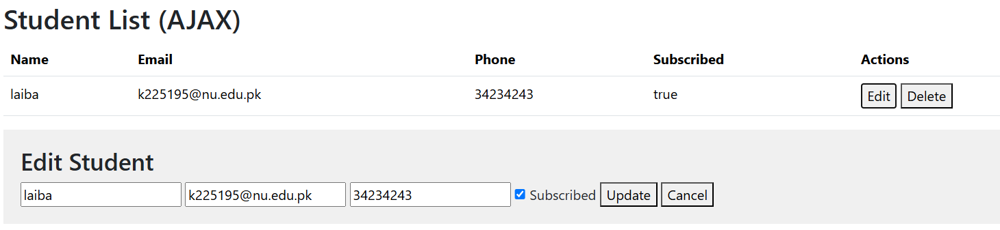 Student List (AJAX)
Name Email Phone Subscribed Actions
laiba k225195@nu.edu.pk 34234243 true Edit Delete
Edit Student
laiba k225195@nu.edu.pk 34234243 Subscribed Update Cancel